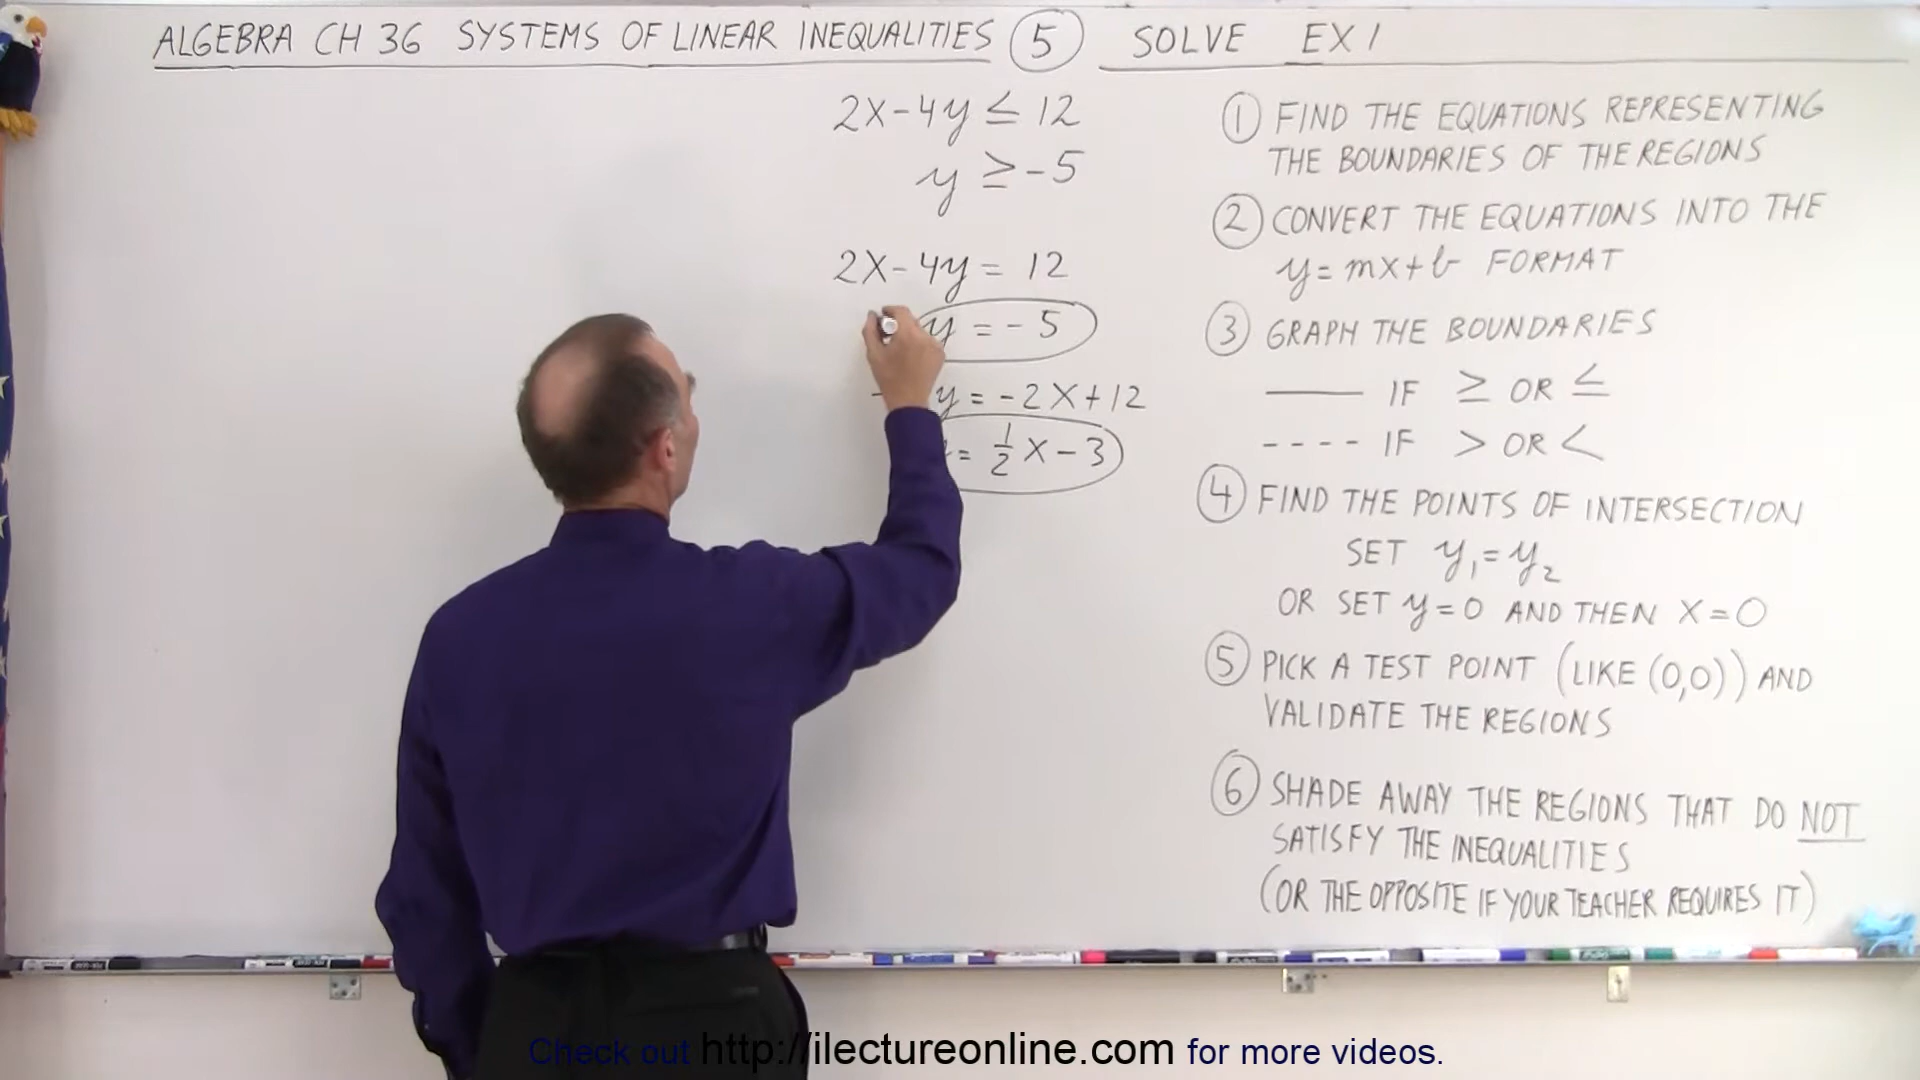 ALGEBRA CH 36 SYSTEMS OF LINEAR INEQUALITIES 5 SOLVE EX 1
2x-4y ≤ 12
y ≥ -5
2x-4y = 12
y = -5
y = -2x+12
= 1/2 x - 3
1 FIND THE EQUATIONS REPRESENTING
THE BOUNDARIES OF THE REGIONS
2 CONVERT THE EQUATIONS INTO THE
y = mx+b FORMAT
3 GRAPH THE BOUNDARIES
—— IF ≥ OR ≤
---- IF > OR <
4 FIND THE POINTS OF INTERSECTION
SET y₁ = y₂
OR SET y = 0 AND THEN x = 0
5 PICK A TEST POINT (LIKE (0,0)) AND
VALIDATE THE REGIONS
6 SHADE AWAY THE REGIONS THAT DO NOT
SATISFY THE INEQUALITIES
(OR THE OPPOSITE IF YOUR TEACHER REQUIRES IT)
Check out http://ilectureonline.com for more videos.